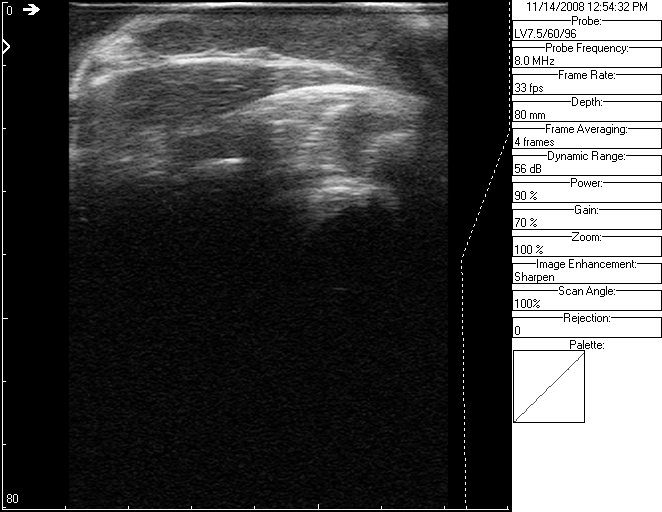 0
80
11/14/2008 12:54:32 PM
Probe:
LV7.5/60/96
Probe Frequency:
8.0 MHz
Frame Rate:
33 fps
Depth:
80 mm
Frame Averaging:
4 frames
Dynamic Range:
56 dB
Power:
90 %
Gain:
70 %
Zoom:
100 %
Image Enhancement:
Sharpen
Scan Angle:
100%
Rejection:
0
Palette: